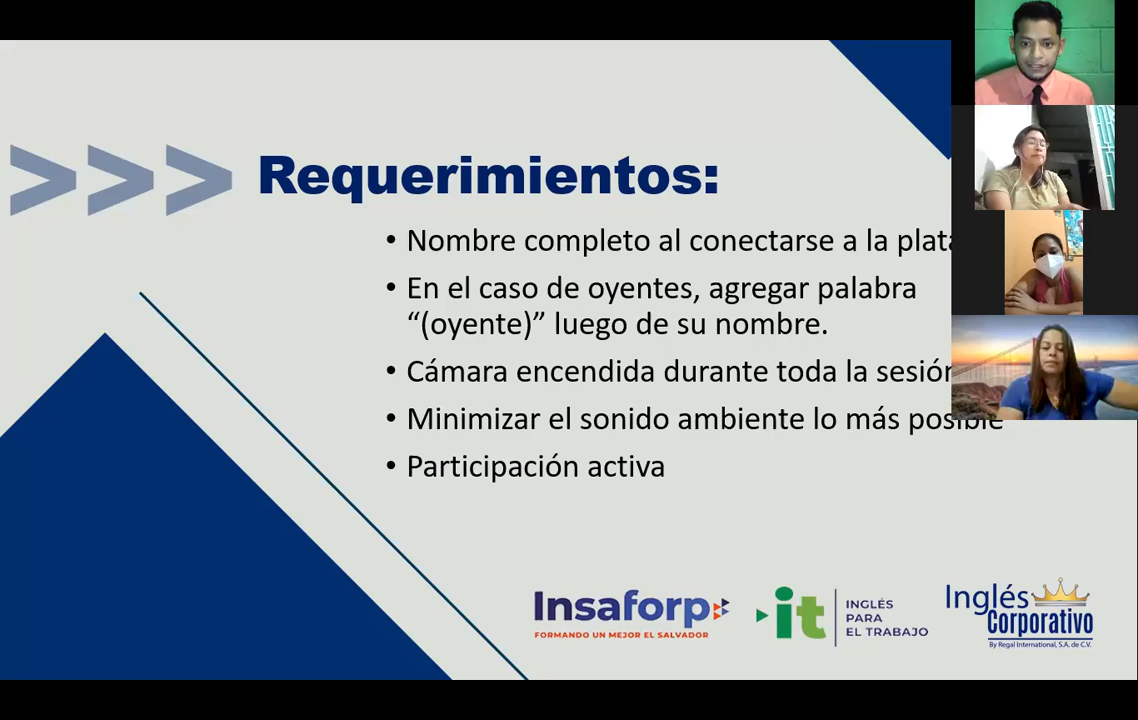 >>> Requerimientos:
• Nombre completo al conectarse a la
• En el caso de oyentes, agregar palabra
“(oyente)” luego de su nombre.
• Cámara encendida durante toda la sesión
• Minimizar el sonido ambiente lo más posible
• Participación activa
Insaforp
FORMANDO UN MEJOR EL SALVADOR
it
INGLÉS
PARA
EL TRABAJO
Inglés
Corporativo
By Regal International, S.A. de C.V.